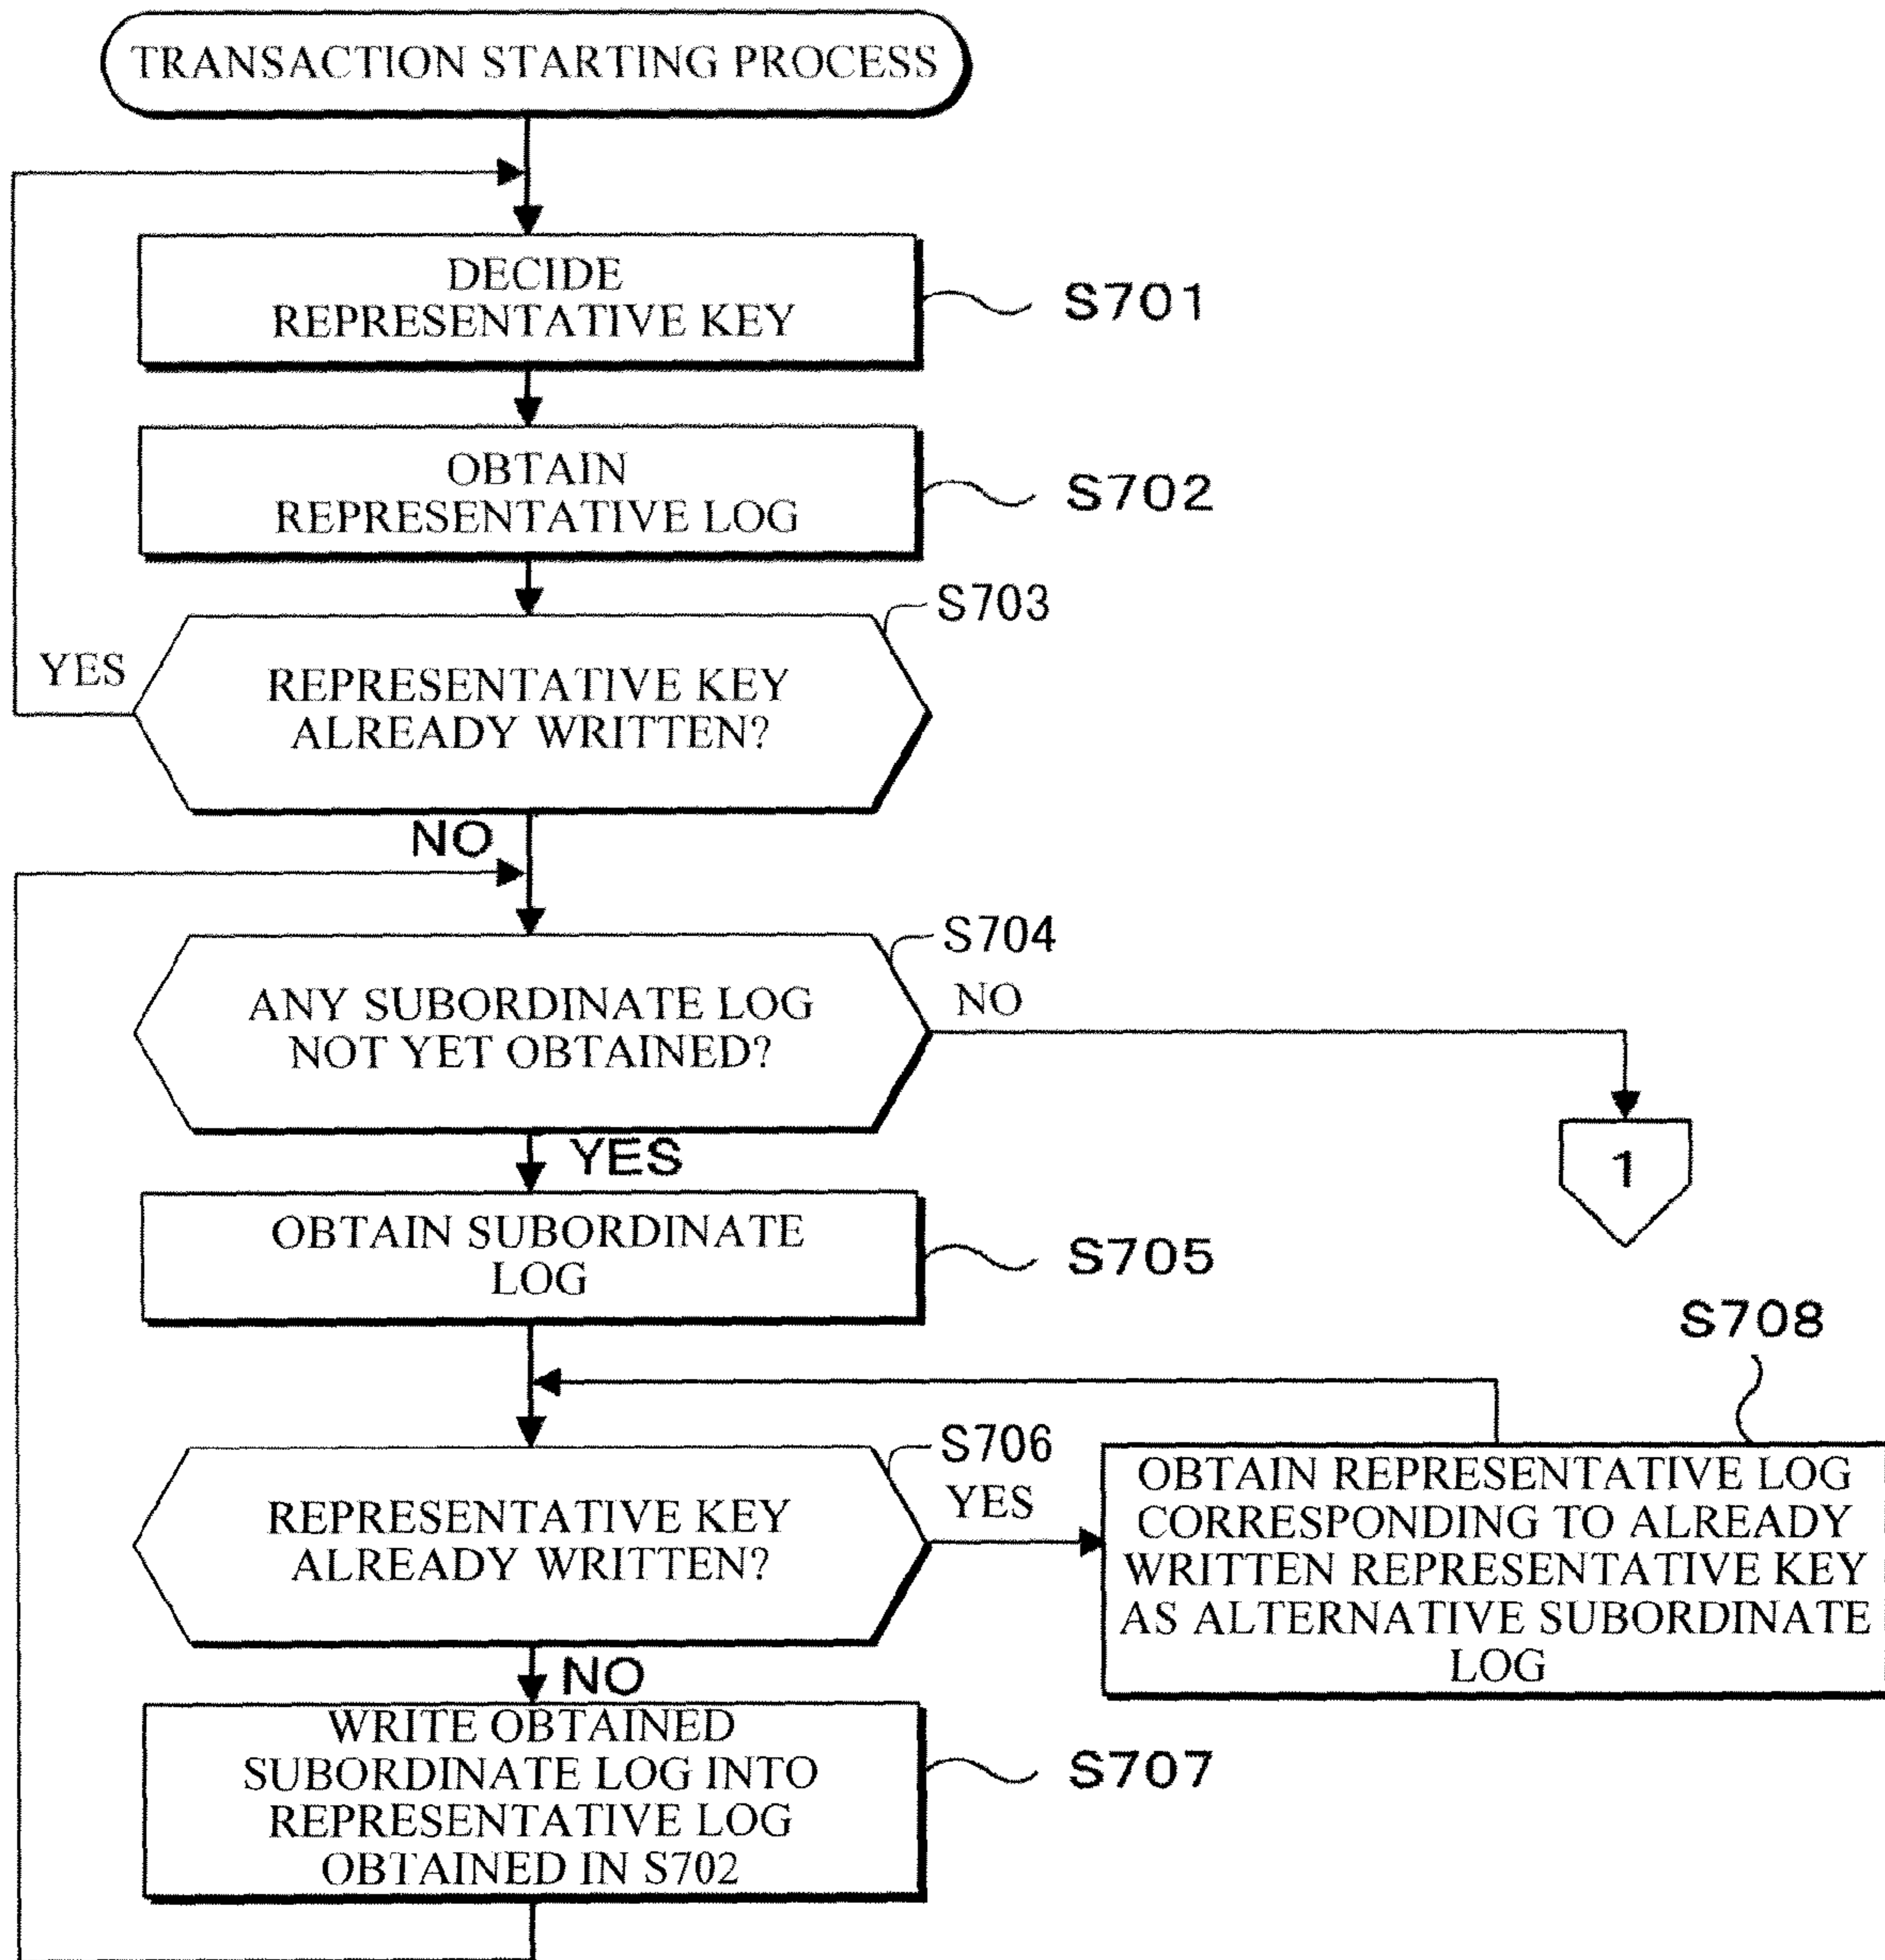 TRANSACTION STARTING PROCESS
DECIDE
REPRESENTATIVE KEY
S701
OBTAIN
REPRESENTATIVE LOG
S702
S703
YES
REPRESENTATIVE KEY
ALREADY WRITTEN?
NO
S704
ANY SUBORDINATE LOG
NOT YET OBTAINED?
NO
1
YES
OBTAIN SUBORDINATE
LOG
S705
S708
S706
REPRESENTATIVE KEY
ALREADY WRITTEN?
YES
OBTAIN REPRESENTATIVE LOG
CORRESPONDING TO ALREADY
WRITTEN REPRESENTATIVE KEY
AS ALTERNATIVE SUBORDINATE
LOG
NO
WRITE OBTAINED
SUBORDINATE LOG INTO
REPRESENTATIVE LOG
OBTAINED IN S702
S707